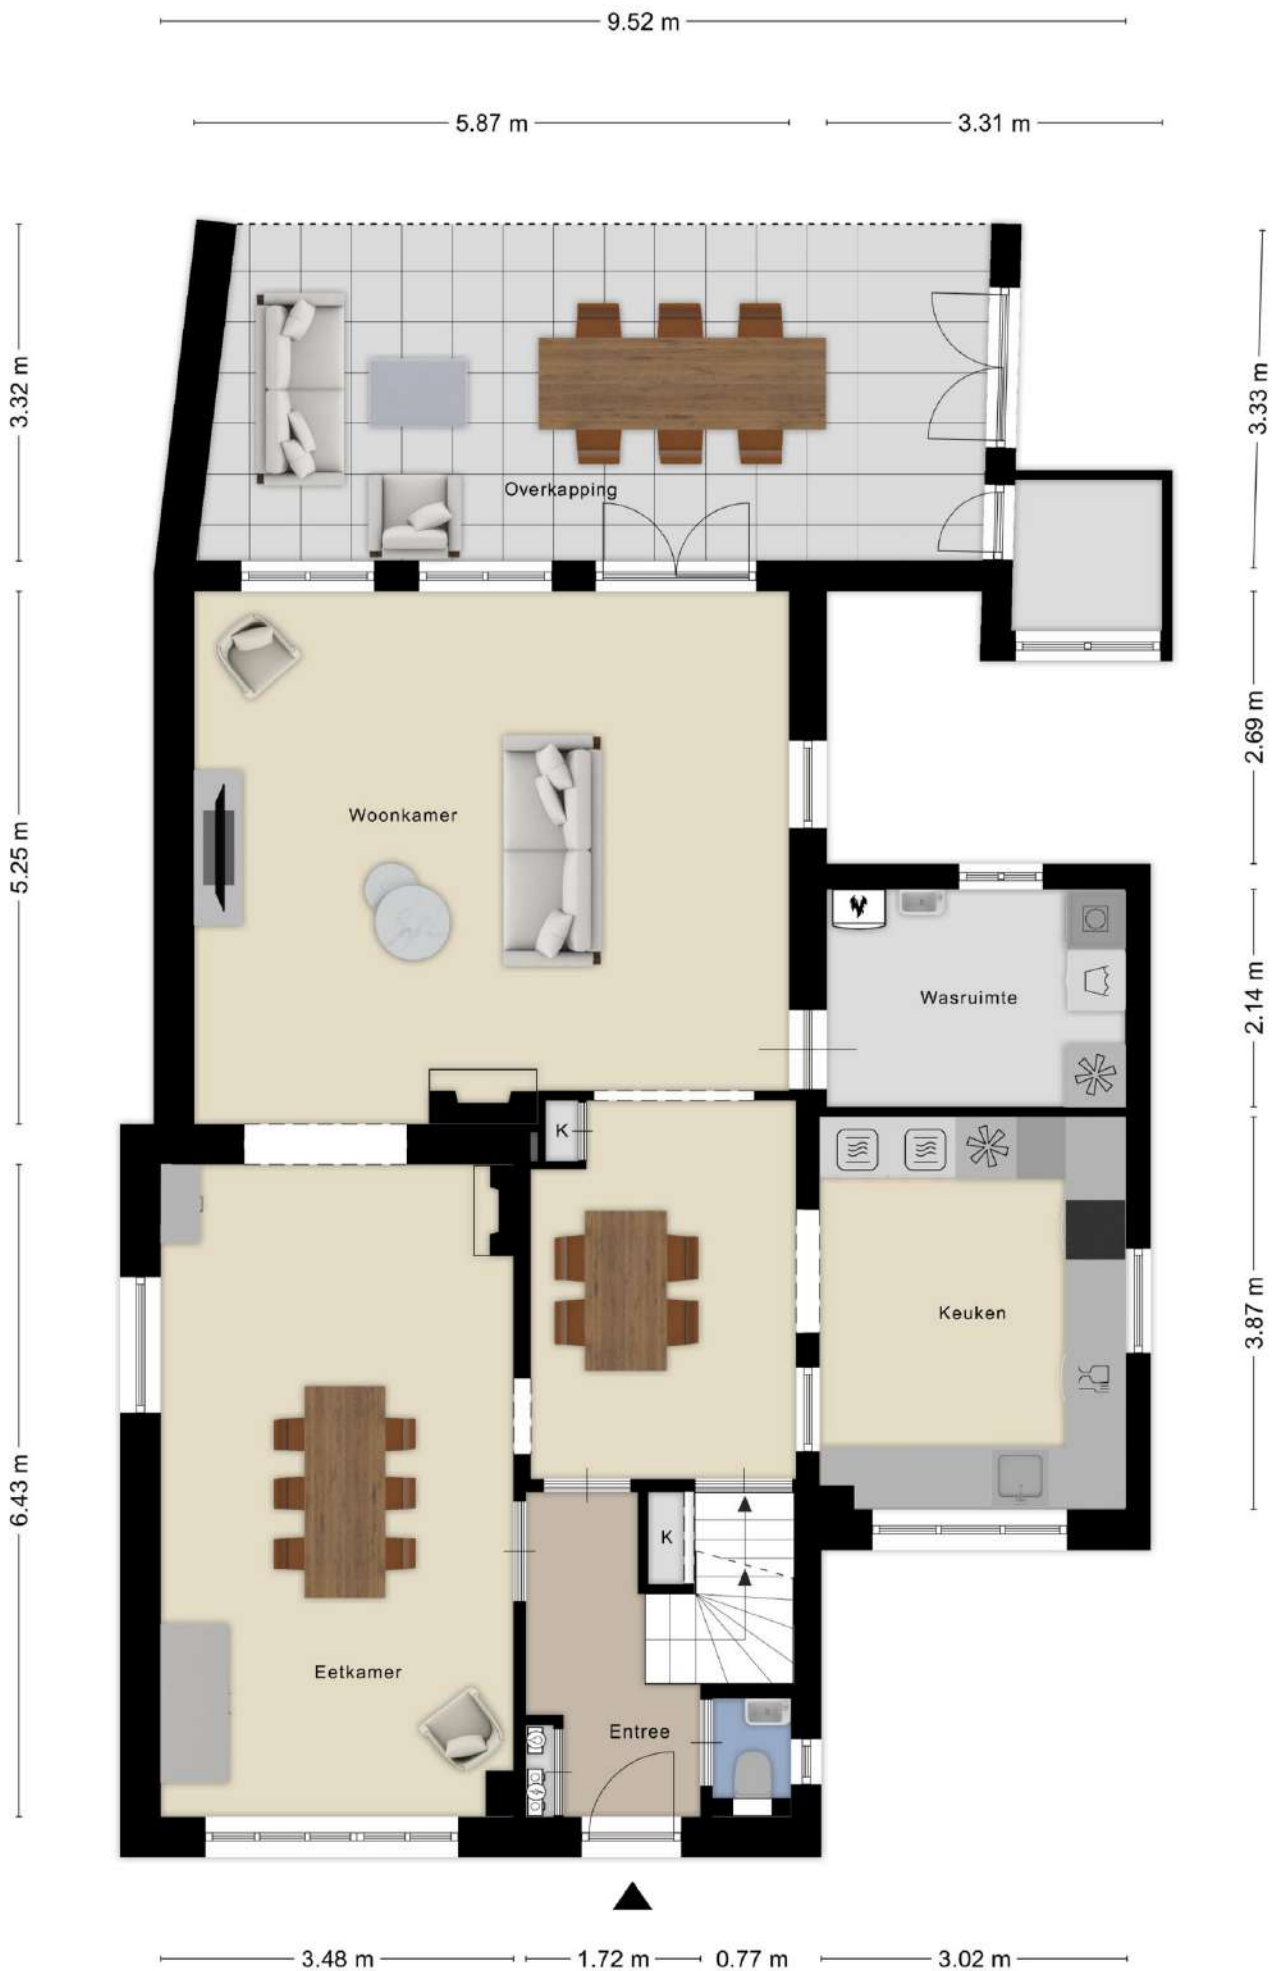 9.52 m
5.87 m
3.31 m
3.32 m
3.33 m
Overkapping
2.69 m
Woonkamer
5.25 m
Wasruimte
2.14 m
K
Keuken
3.87 m
6.43 m
K
Eetkamer
Entree
3.48 m
1.72 m
0.77 m
3.02 m